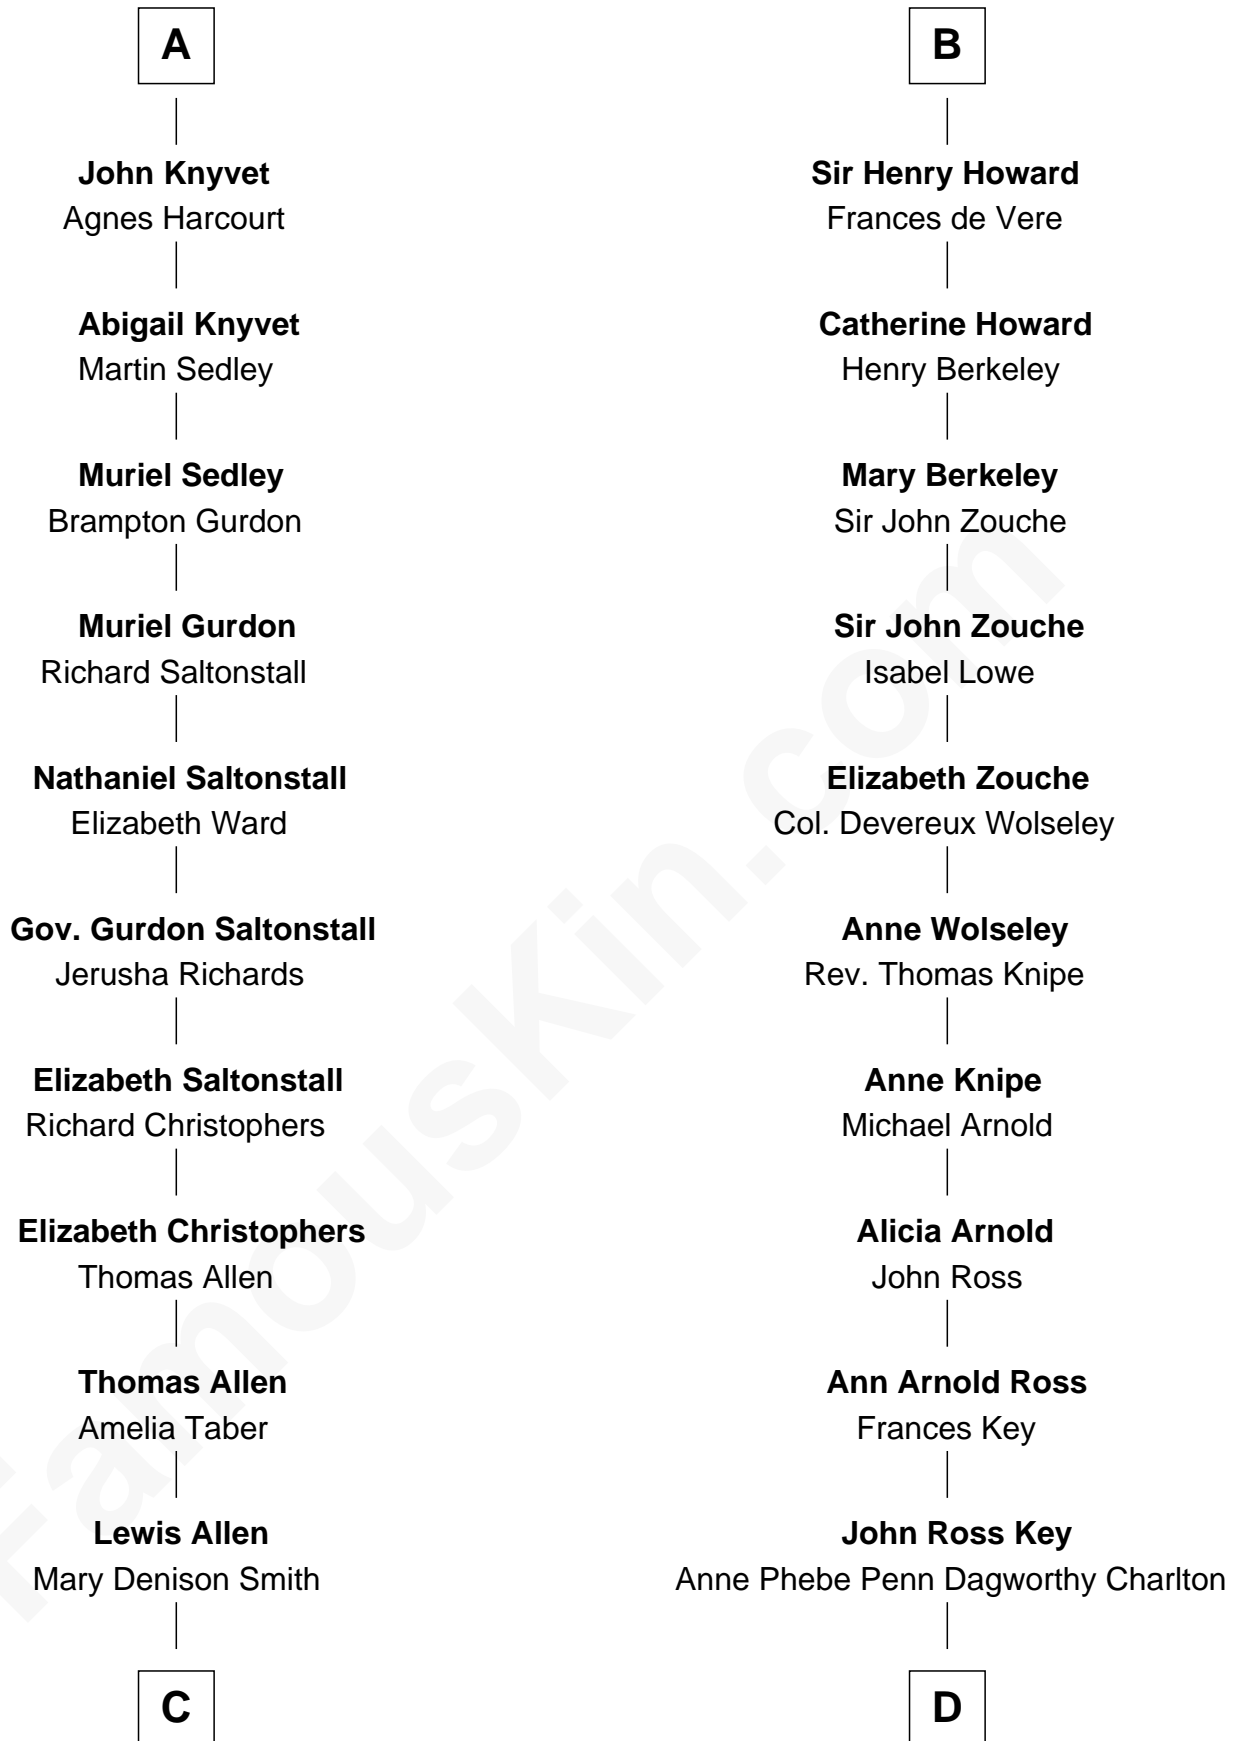 A
John Knyvet
Agnes Harcourt
Abigail Knyvet
Martin Sedley
Muriel Sedley
Brampton Gurdon
Muriel Gurdon
Richard Saltonstall
Nathaniel Saltonstall
Elizabeth Ward
Gov. Gurdon Saltonstall
Jerusha Richards
Elizabeth Saltonstall
Richard Christophers
Elizabeth Christophers
Thomas Allen
Thomas Allen
Amelia Taber
Lewis Allen
Mary Denison Smith
C
B
Sir Henry Howard
Frances de Vere
Catherine Howard
Henry Berkeley
Mary Berkeley
Sir John Zouche
Sir John Zouche
Isabel Lowe
Elizabeth Zouche
Col. Devereux Wolseley
Anne Wolseley
Rev. Thomas Knipe
Anne Knipe
Michael Arnold
Alicia Arnold
John Ross
Ann Arnold Ross
Frances Key
John Ross Key
Anne Phebe Penn Dagworthy Charlton
D
FamousKin.com